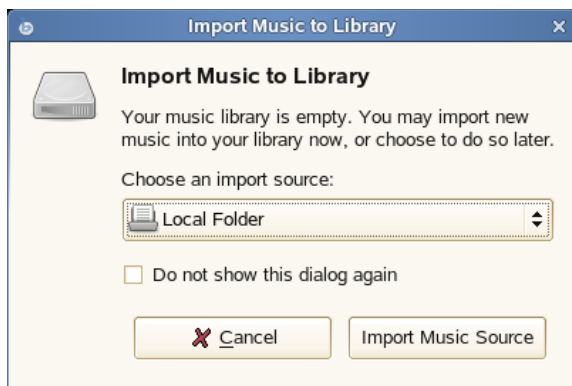 Import Music to Library
Import Music to Library
Your music library is empty. You may import new
music into your library now, or choose to do so later.
Choose an import source:
Local Folder
Do not show this dialog again
Cancel
Import Music Source